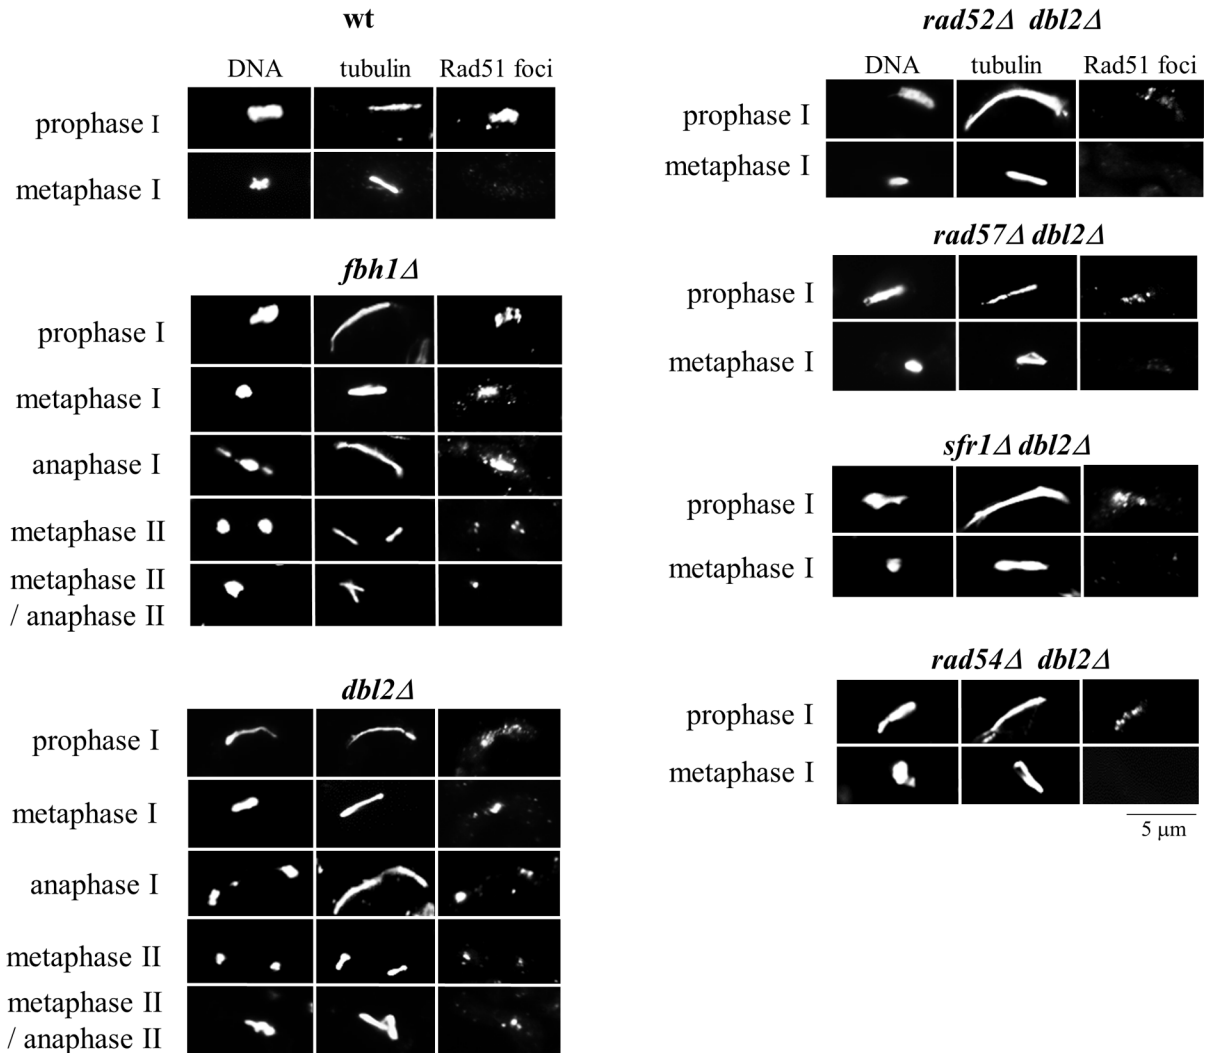 wt
DNA tubulin Rad51 foci
prophase I
metaphase I
fbh1Δ
prophase I
metaphase I
anaphase I
metaphase II
metaphase II
/ anaphase II
dbl2Δ
prophase I
metaphase I
anaphase I
metaphase II
metaphase II
/ anaphase II
rad52Δ dbl2Δ
DNA tubulin Rad51 foci
prophase I
metaphase I
rad57Δ dbl2Δ
prophase I
metaphase I
sfr1Δ dbl2Δ
prophase I
metaphase I
rad54Δ dbl2Δ
prophase I
metaphase I
5 μm